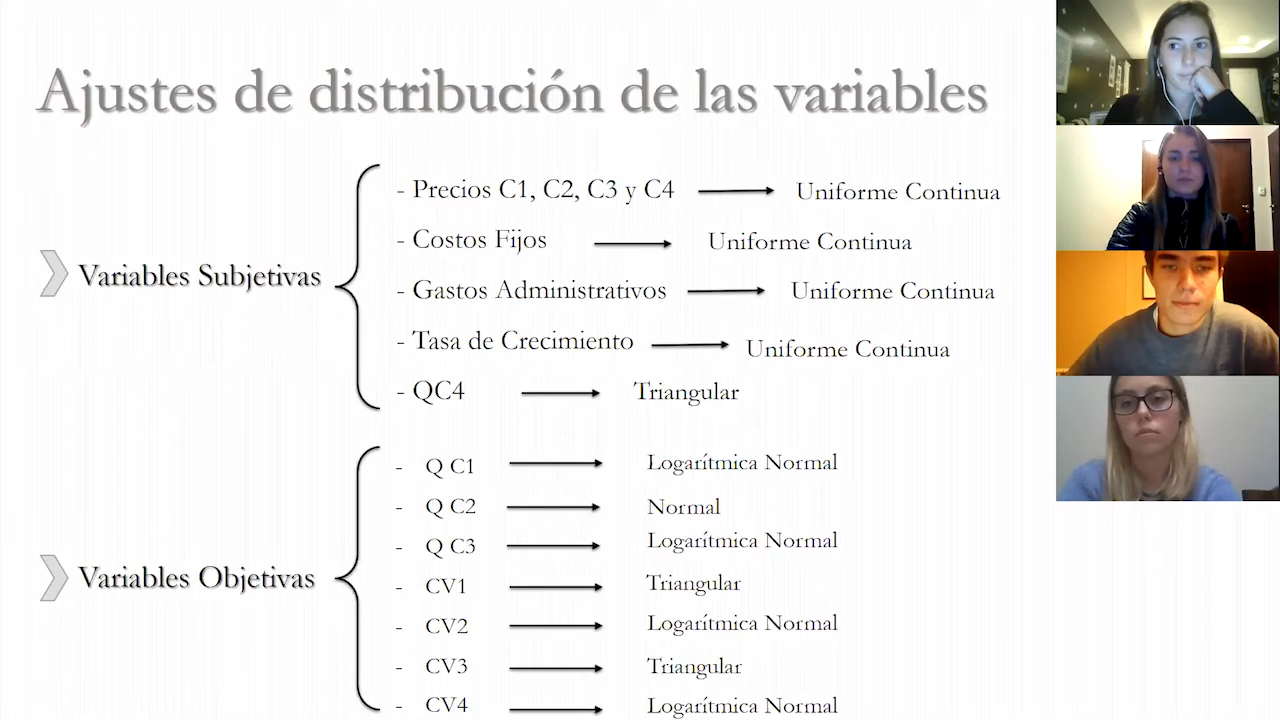 Ajustes de distribución de las variables
Variables Subjetivas
- Precios C1, C2, C3 y C4 Uniforme Continua
- Costos Fijos Uniforme Continua
- Gastos Administrativos Uniforme Continua
- Tasa de Crecimiento Uniforme Continua
- QC4 Triangular
Variables Objetivas
- Q C1 Logarítmica Normal
- Q C2 Normal
- Q C3 Logarítmica Normal
- CV1 Triangular
- CV2 Logarítmica Normal
- CV3 Triangular
- CV4 Logarítmica Normal